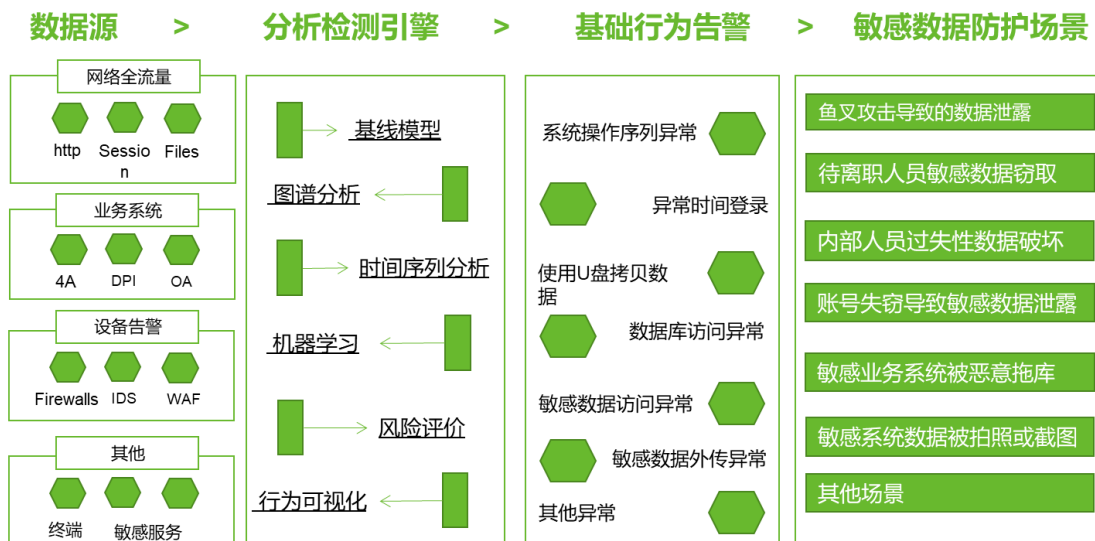 数据源 > 分析检测引擎 > 基础行为告警 > 敏感数据防护场景
网络全流量
http
Sessio
n
Files
业务系统
4A
DPI
OA
设备告警
Firewalls
IDS
WAF
其他
终端
敏感服务
基线模型
图谱分析
时间序列分析
机器学习
风险评价
行为可视化
系统操作序列异常
异常时间登录
使用U盘拷贝数
据
数据库访问异常
敏感数据访问异常
敏感数据外传异常
其他异常
鱼叉攻击导致的数据泄露
待离职人员敏感数据窃取
内部人员过失性数据破坏
账号失窃导致敏感数据泄露
敏感业务系统被恶意拖库
敏感系统数据被拍照或截图
其他场景